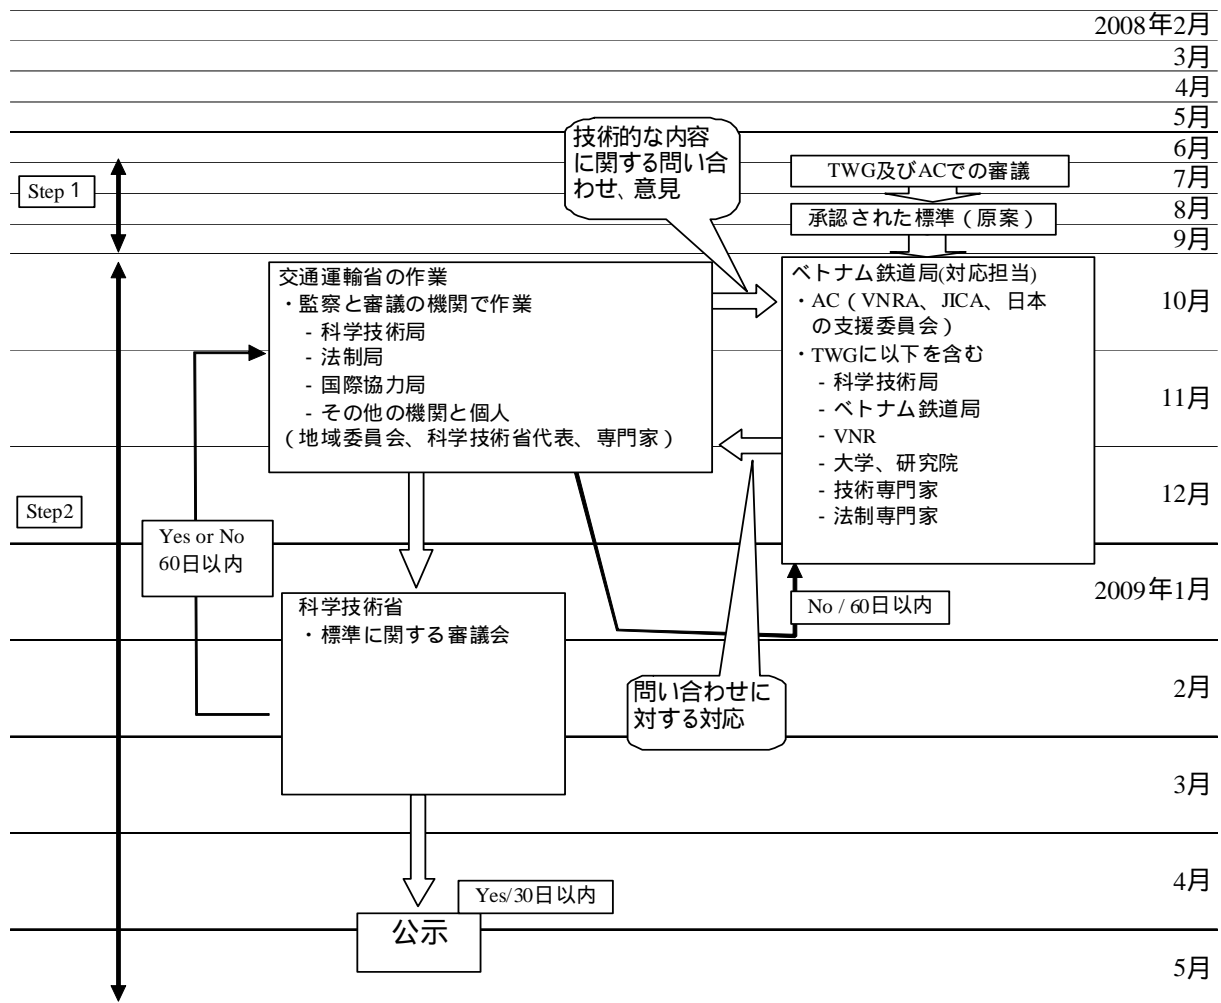 2008年2月
3月
4月
5月
6月
7月
8月
9月
10月
11月
12月
2009年1月
2月
3月
4月
5月
Step 1
Step2
技術的な内容
に関する問い合
わせ、意見
TWG及びACでの審議
承認された標準（原案）
交通運輸省の作業
・監察と審議の機関で作業
- 科学技術局
- 法制局
- 国際協力局
- その他の機関と個人
（地域委員会、科学技術省代表、専門家）
ベトナム鉄道局(対応担当)
・AC（VNRA、JICA、日本
の支援委員会）
・TWGに以下を含む
- 科学技術局
- ベトナム鉄道局
- VNR
- 大学、研究院
- 技術専門家
- 法制専門家
Yes or No
60日以内
科学技術省
・標準に関する審議会
No / 60日以内
問い合わせに
対する対応
Yes/30日以内
公示